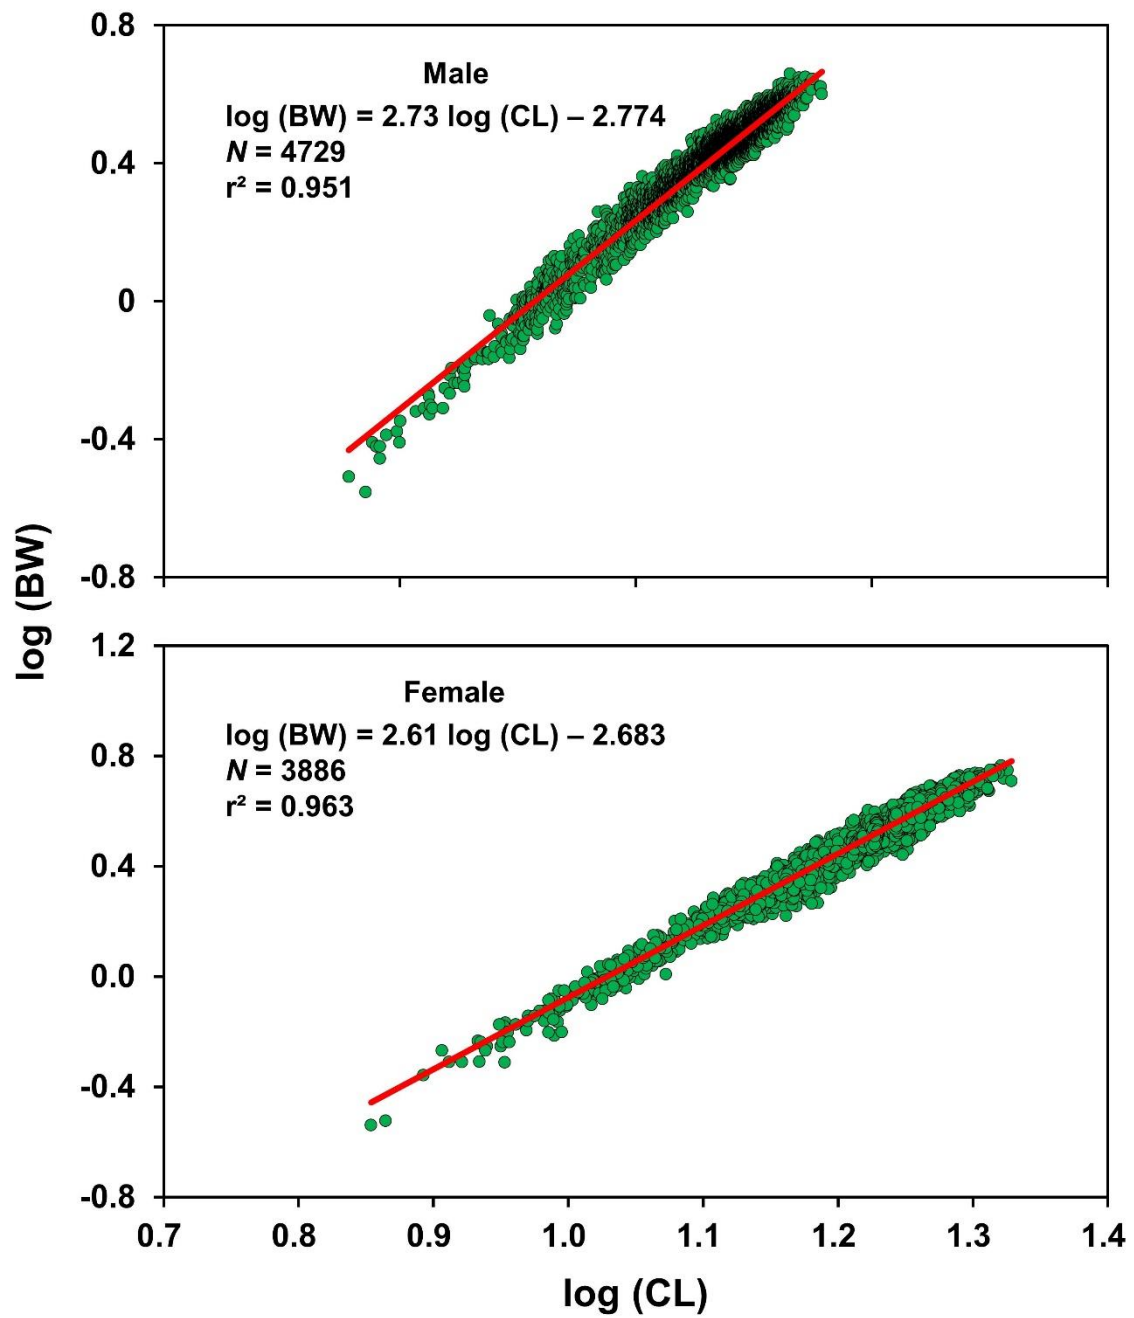 0.8
0.4
0
-0.4
-0.8
Male
log (BW) = 2.73 log (CL) – 2.774
N = 4729
r² = 0.951
log (BW)
1.2
0.8
0.4
0.0
-0.4
-0.8
Female
log (BW) = 2.61 log (CL) – 2.683
N = 3886
r² = 0.963
0.7 0.8 0.9 1.0 1.1 1.2 1.3 1.4
log (CL)